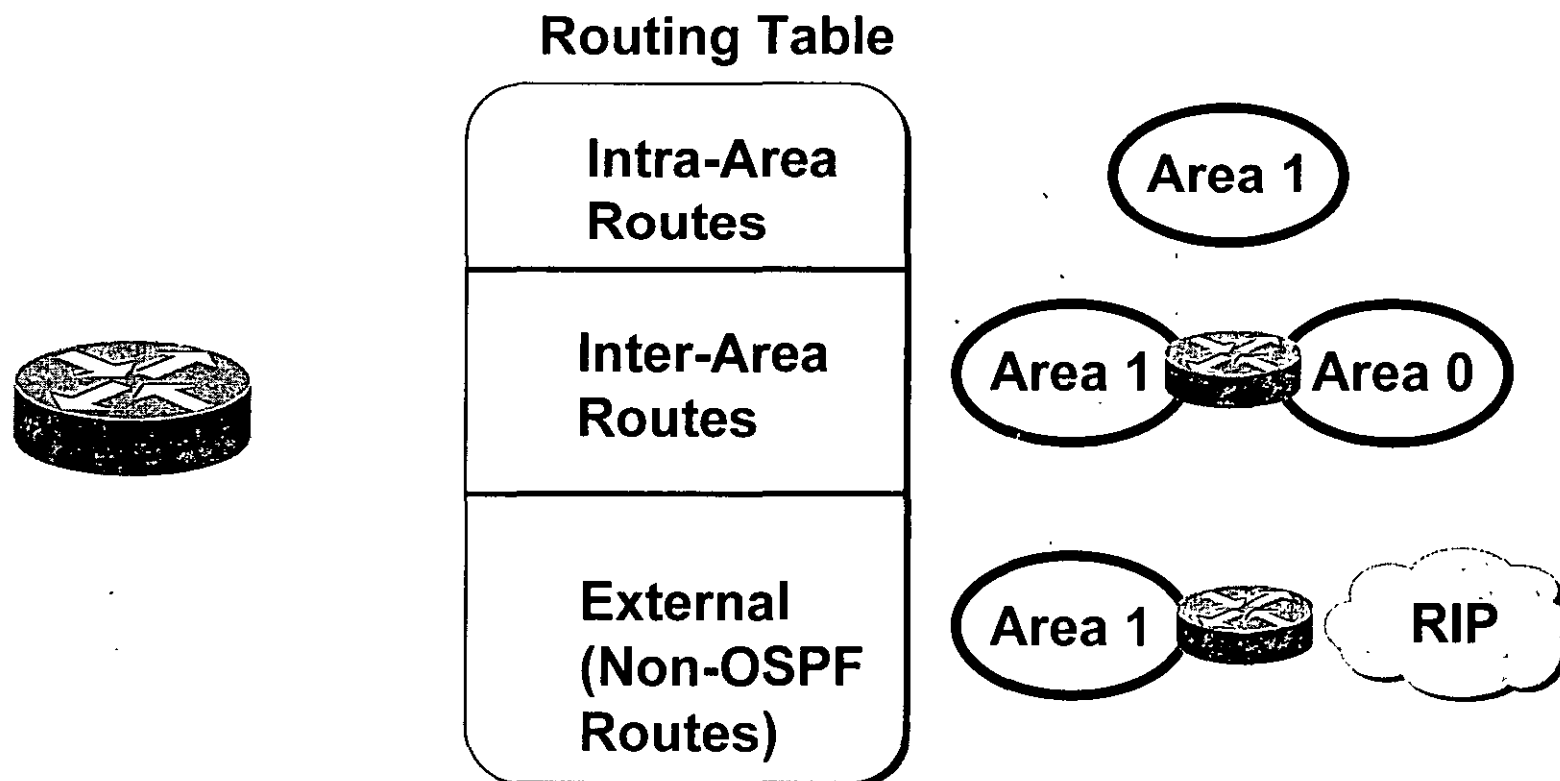 Routing Table
Intra-Area
Routes
Area 1
Inter-Area
Routes
Area 1
Area 0
External
(Non-OSPF
Routes)
Area 1
RIP